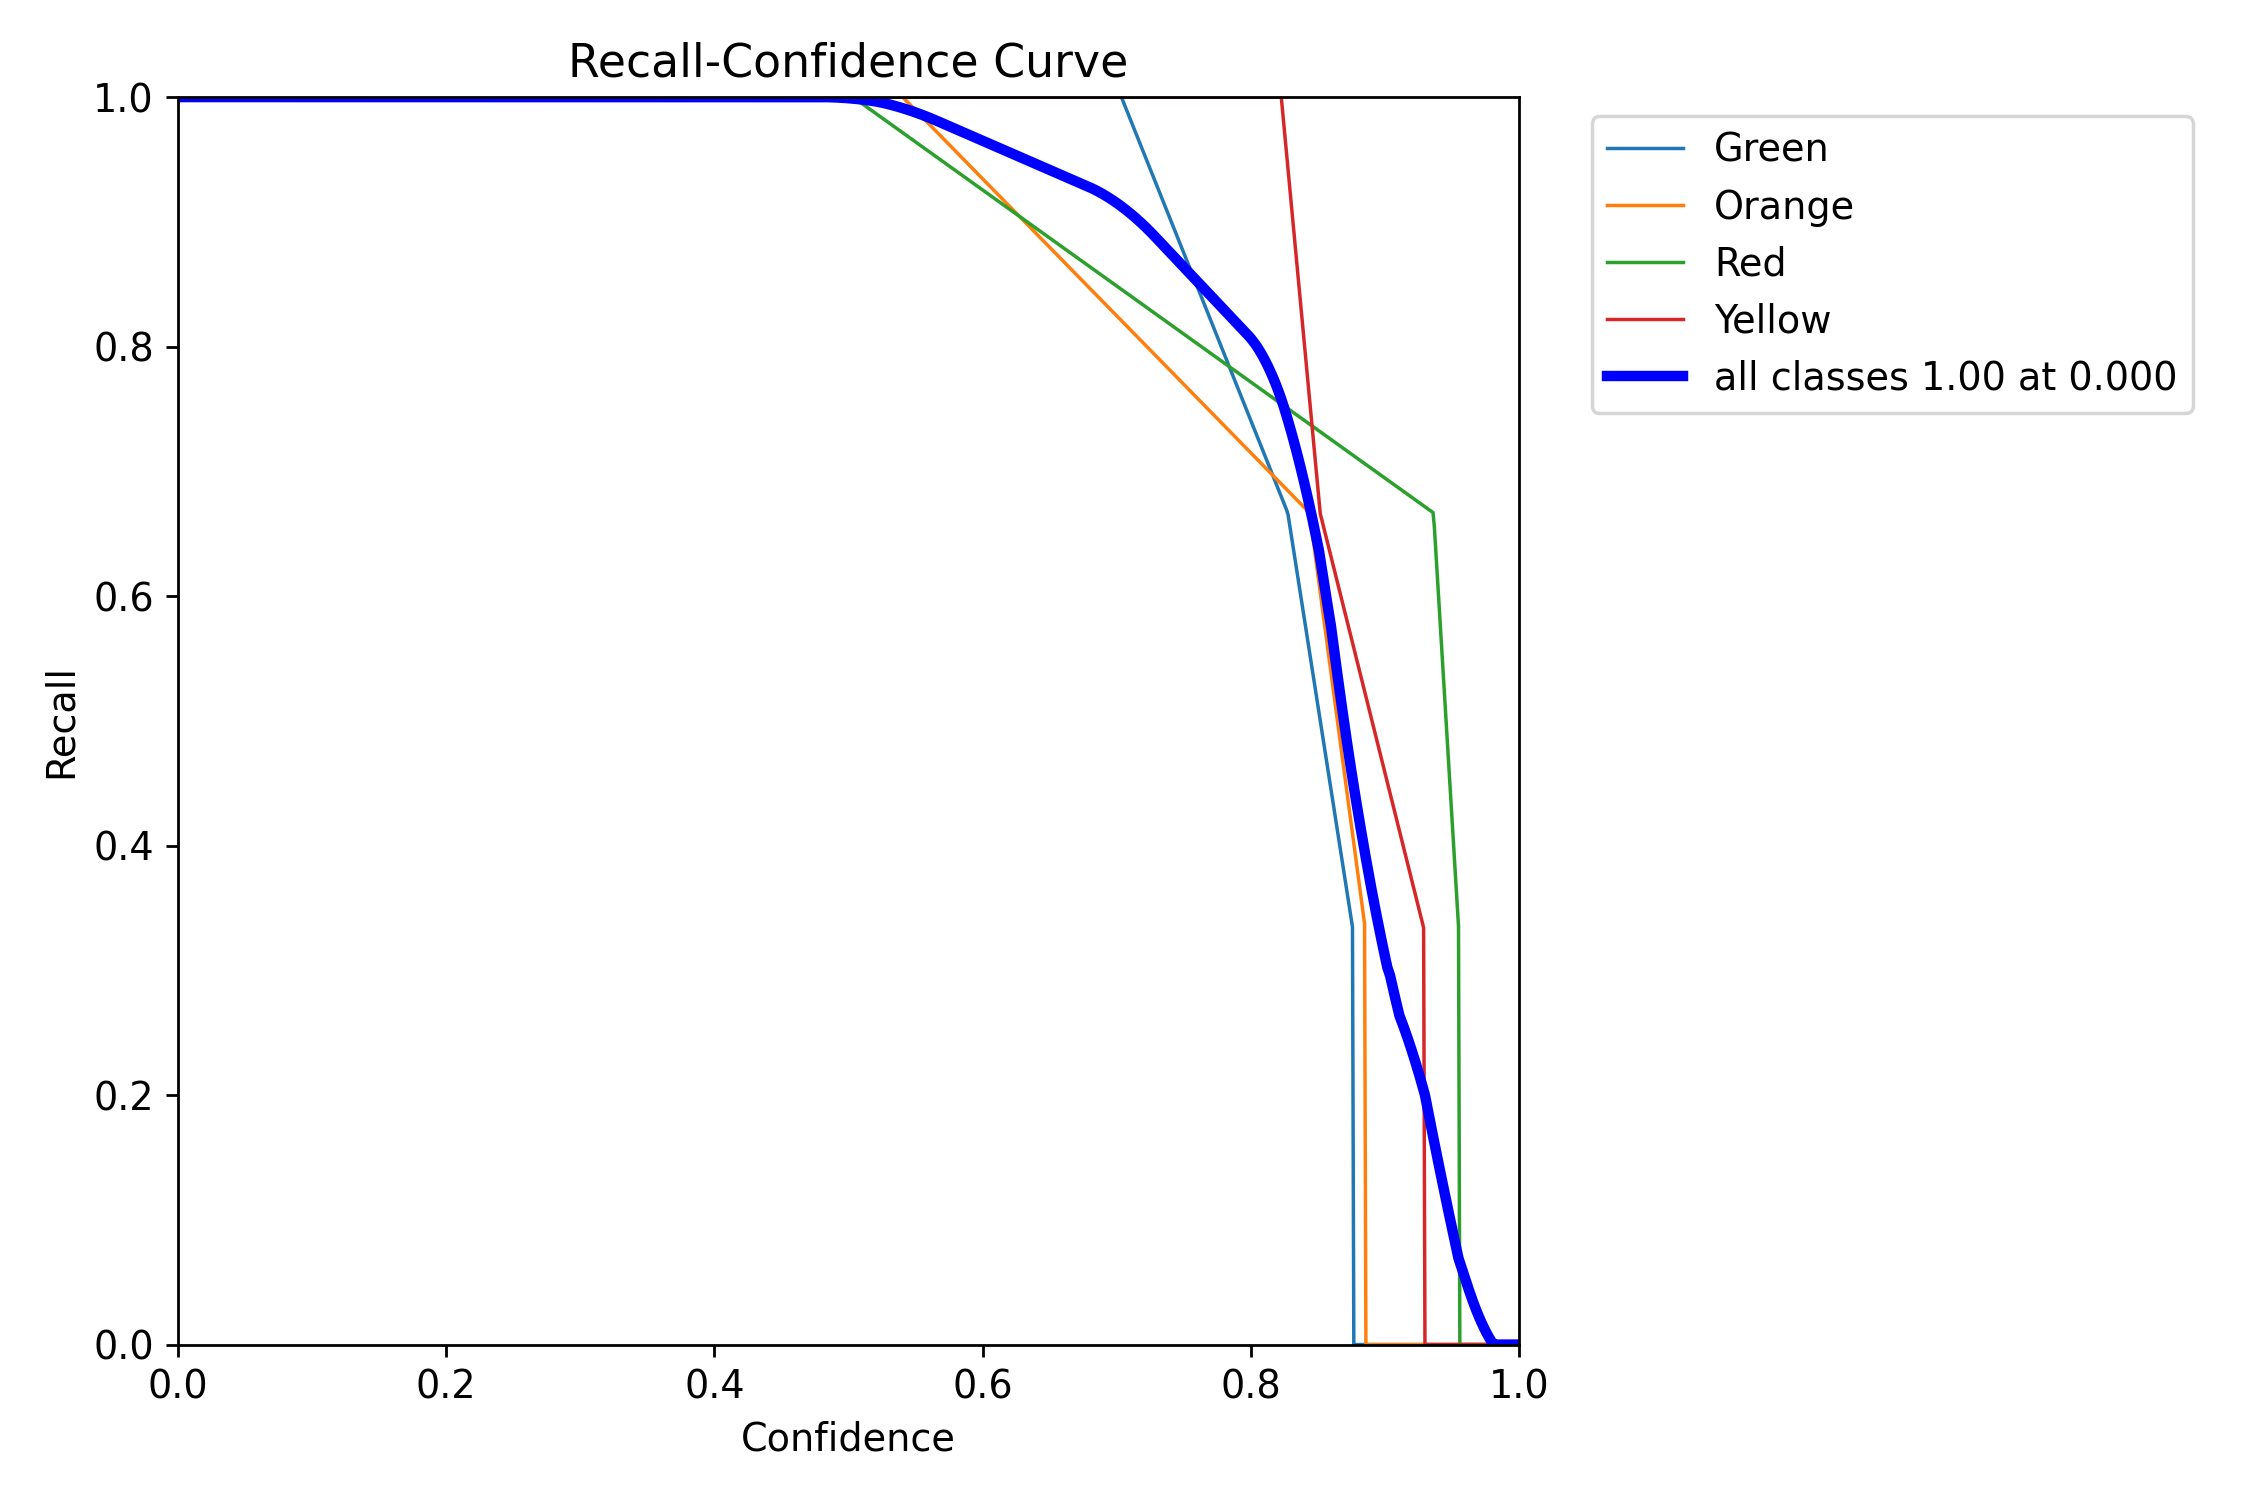 Recall-Confidence Curve
1.0
0.8
0.6
0.4
0.2
0.0
Recall
0.0 0.2 0.4 0.6 0.8 1.0
Confidence
Green
Orange
Red
Yellow
all classes 1.00 at 0.000